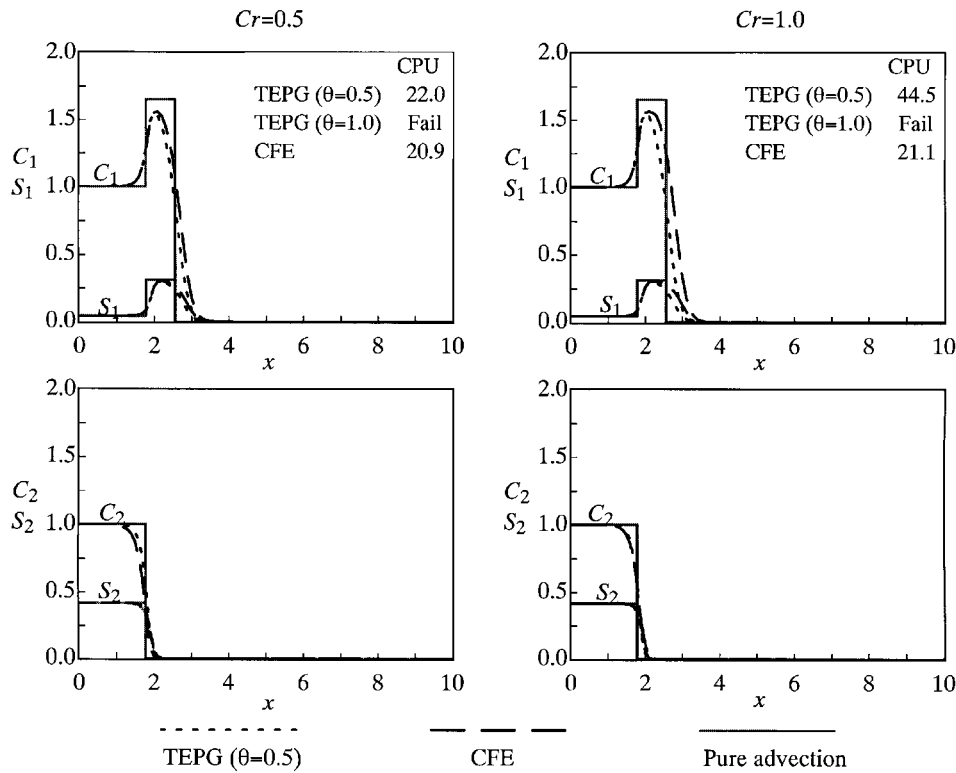 Cr=0.5
Cr=1.0
2.0
1.5
1.0
0.5
0.0
C1
S1
CPU
TEPG (θ=0.5) 22.0
TEPG (θ=1.0) Fail
CFE 20.9
C1
S1
0 2 4 6 8 10
x
2.0
1.5
1.0
0.5
0.0
C1
S1
CPU
TEPG (θ=0.5) 44.5
TEPG (θ=1.0) Fail
CFE 21.1
C1
S1
0 2 4 6 8 10
x
2.0
1.5
1.0
0.5
0.0
C2
S2
C2
S2
0 2 4 6 8 10
x
2.0
1.5
1.0
0.5
0.0
C2
S2
C2
S2
0 2 4 6 8 10
x
TEPG (θ=0.5)
CFE
Pure advection